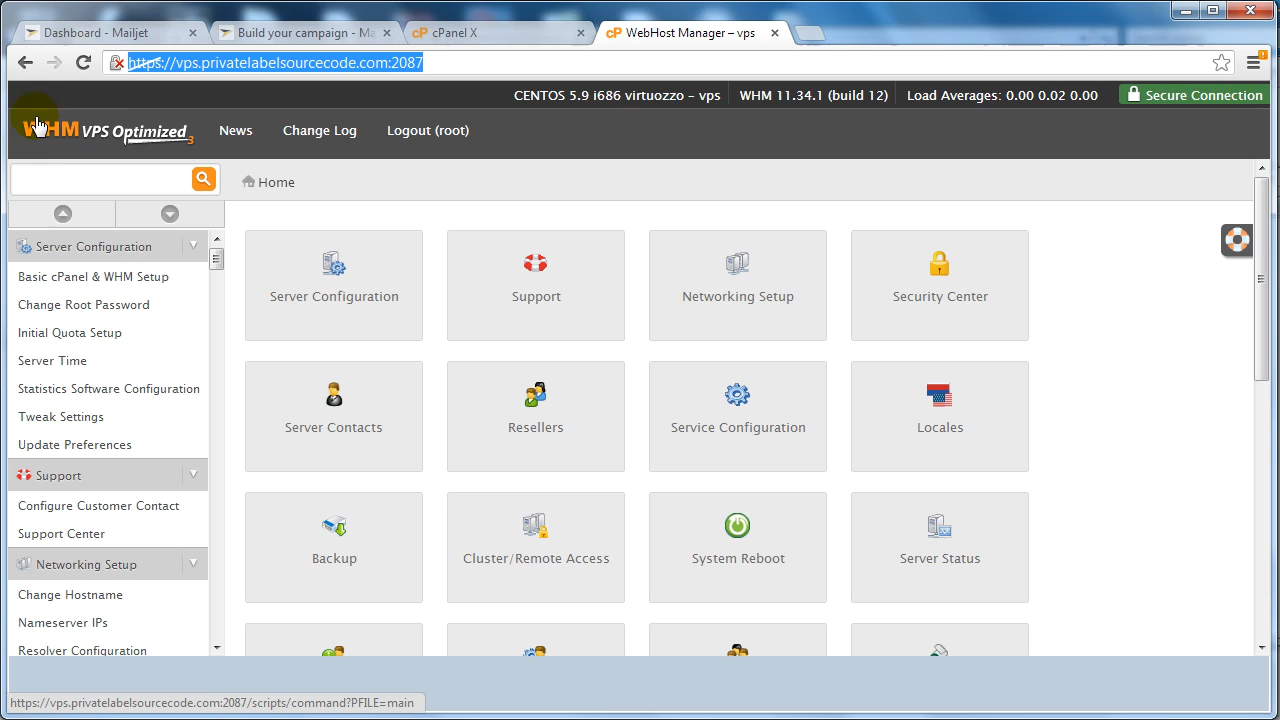 Dashboard - Mailjet
Build your campaign - Ma
cPanel X
WebHost Manager – vps
https://vps.privatelabelsourcecode.com:2087
CENTOS 5.9 i686 virtuozzo – vps
WHM 11.34.1 (build 12)
Load Averages: 0.00 0.02 0.00
Secure Connection
WHM VPS Optimized 3
News
Change Log
Logout (root)
Home
Server Configuration
Basic cPanel & WHM Setup
Change Root Password
Initial Quota Setup
Server Time
Statistics Software Configuration
Tweak Settings
Update Preferences
Support
Configure Customer Contact
Support Center
Networking Setup
Change Hostname
Nameserver IPs
Resolver Configuration
Server Configuration
Support
Networking Setup
Security Center
Server Contacts
Resellers
Service Configuration
Locales
Backup
Cluster/Remote Access
System Reboot
Server Status
https://vps.privatelabelsourcecode.com:2087/scripts/command?PFILE=main